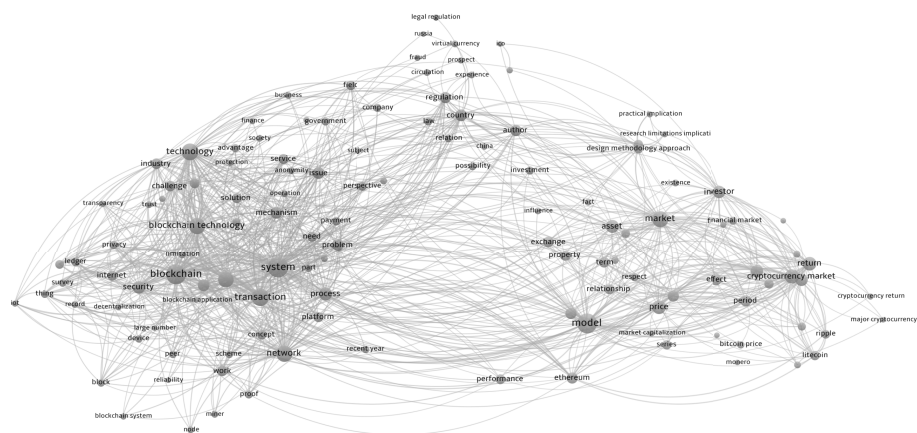 legal regulation
russia
virtual currency
ico
fraud
prospect
circulation
experience
field
business
regulation
company
country
practical implication
finance
government
law
author
research limitations implicati
society
relation
technology
advantage
subject
china
design methodology approach
industry
protection
service
anonymity
issue
possibility
investment
challenge
perspective
existence
operation
solution
investor
transparency
trust
fact
mechanism
influence
market
payment
financial market
blockchain technology
asset
need
privacy
problem
exchange
limitation
property
ledger
system
part
term
return
internet
blockchain
respect
effect
cryptocurrency market
survey
security
relationship
thing
process
transaction
cryptocurrency return
iot
record
decentralization
blockchain application
price
period
platform
major cryptocurrency
large number
model
device
concept
market capitalization
ripple
recent year
series
bitcoin price
peer
scheme
network
litecoin
monero
work
block
reliability
performance
ethereum
proof
blockchain system
miner
node